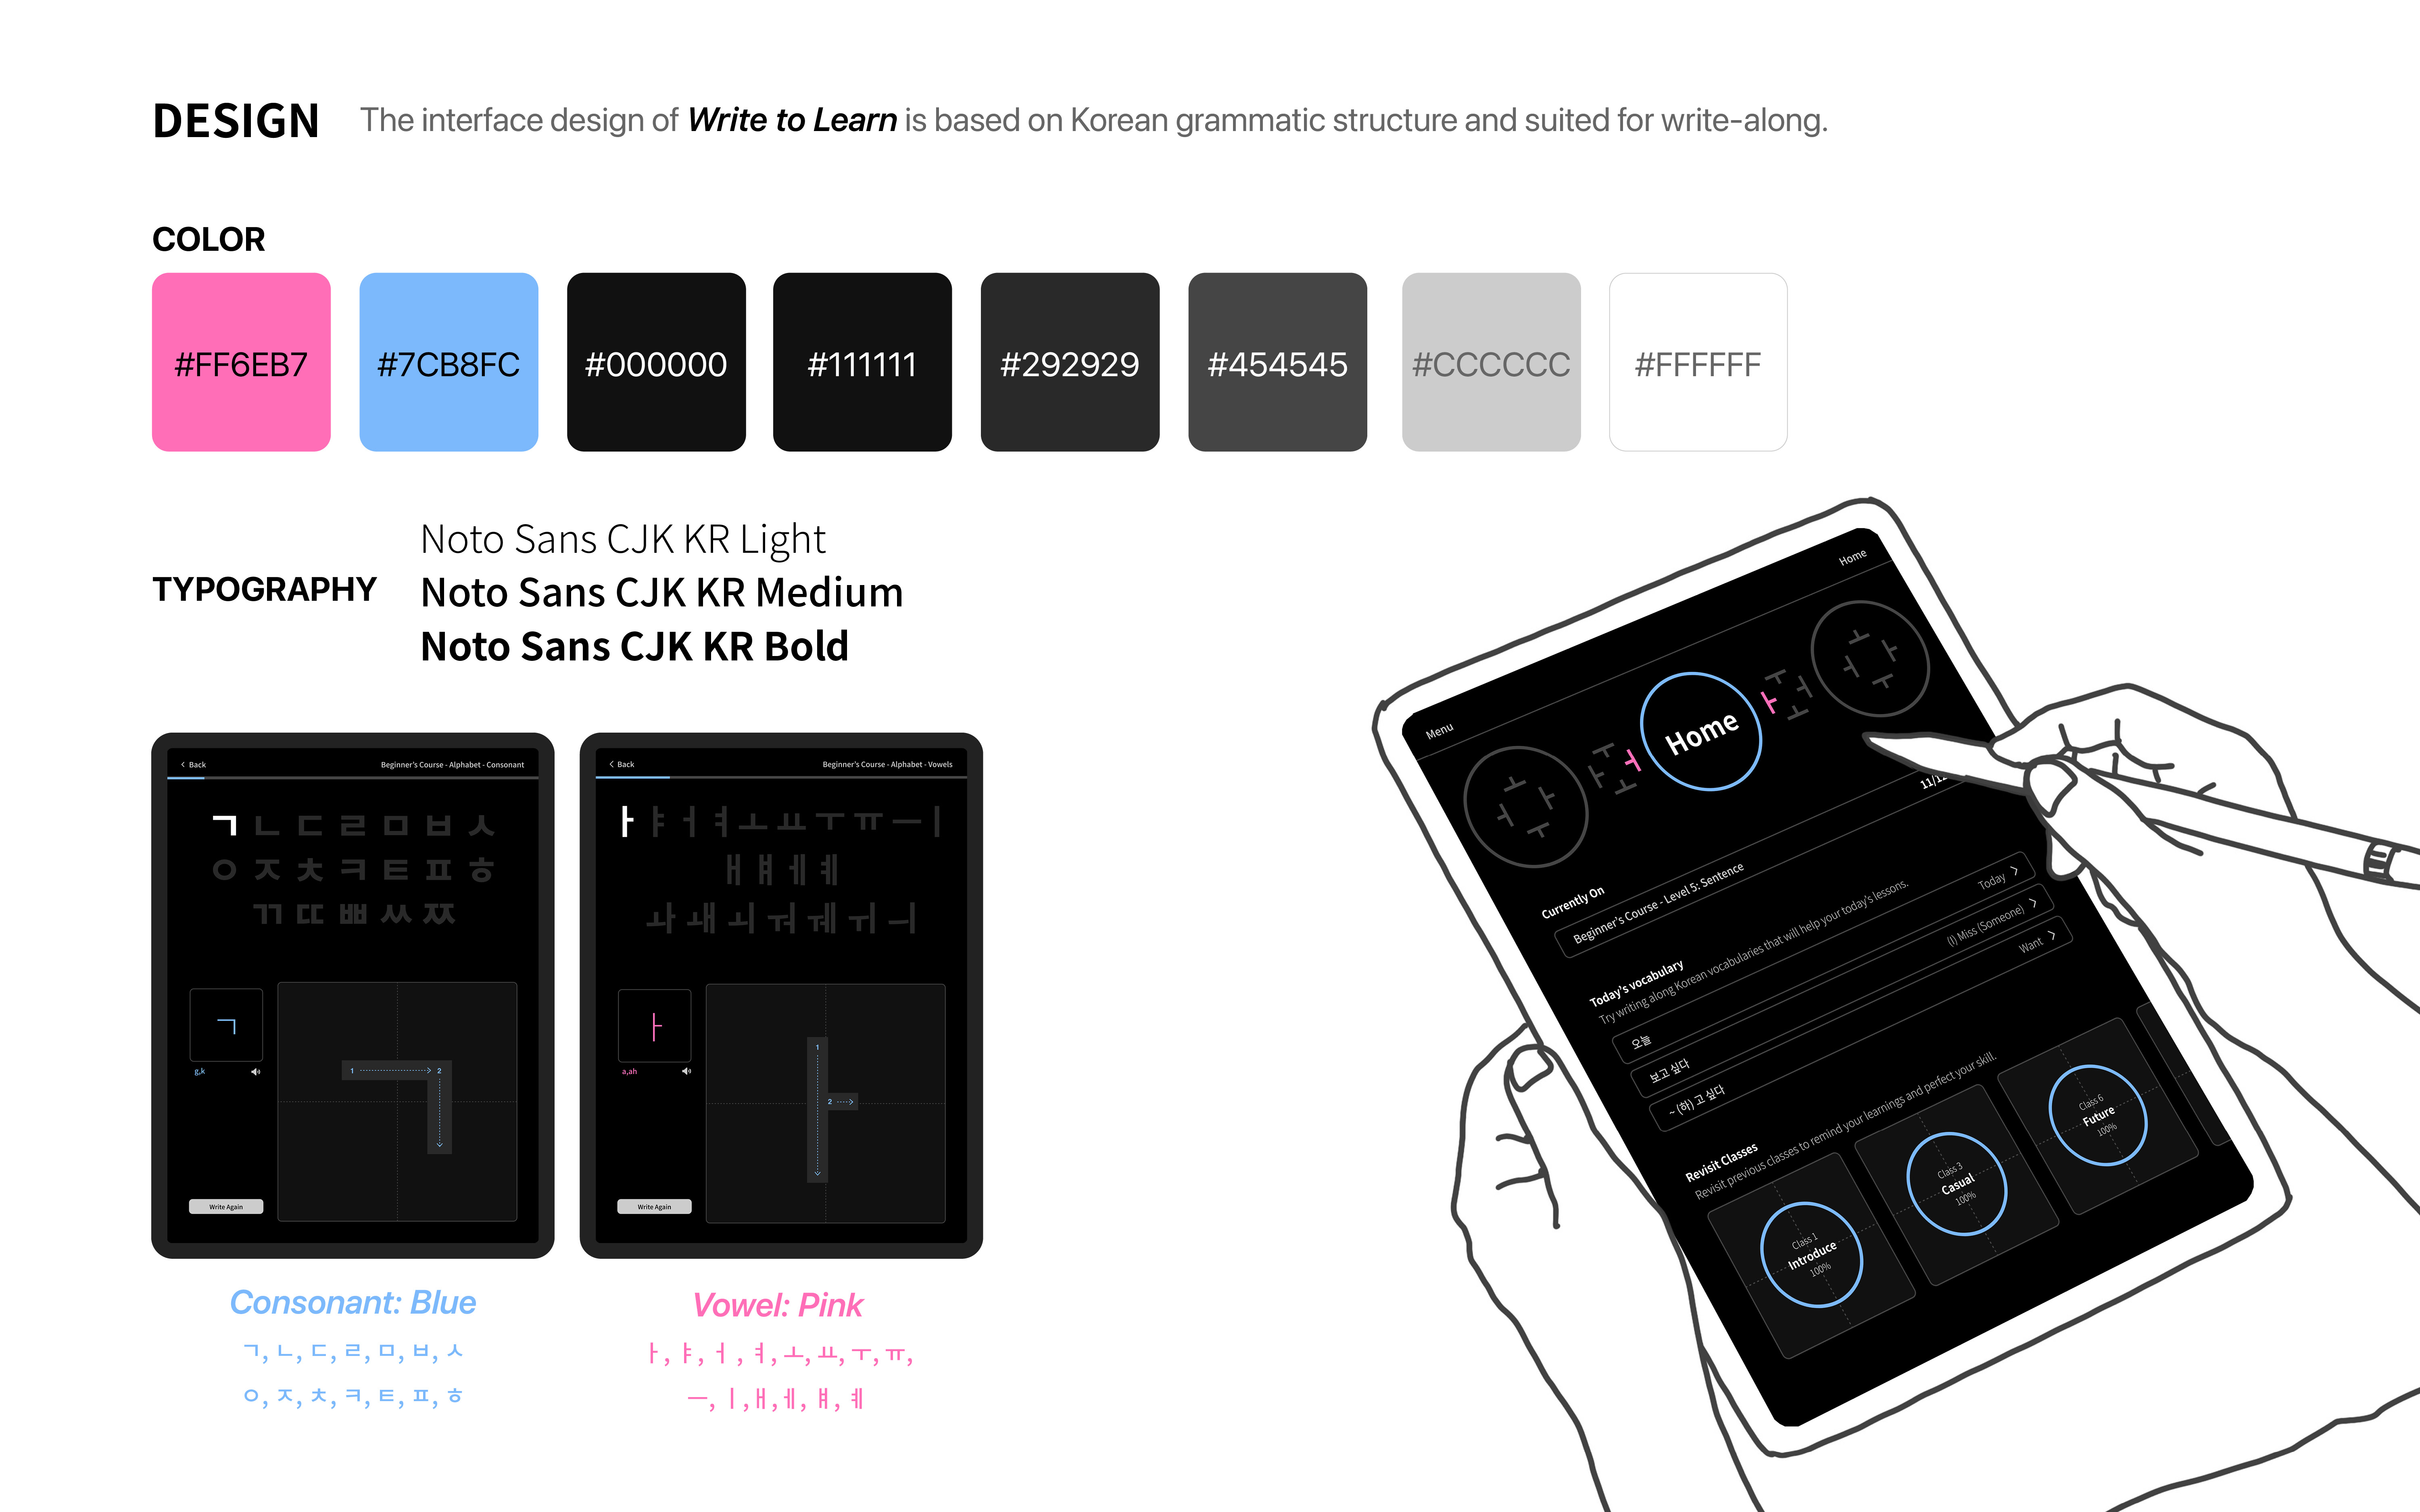 DESIGN The interface design of Write to Learn is based on Korean grammatic structure and suited for write-along.
COLOR
#FF6EB7 #7CB8FC #000000 #111111 #292929 #454545 #CCCCCC #FFFFFF
TYPOGRAPHY
Noto Sans CJK KR Light
Noto Sans CJK KR Medium
Noto Sans CJK KR Bold
Back Beginner's Course - Alphabet - Consonant
ㄱ ㄴ ㄷ ㄹ ㅁ ㅂ ㅅ
ㅇ ㅈ ㅊ ㅋ ㅌ ㅍ ㅎ
ㄲ ㄸ ㅃ ㅆ ㅉ
ㄱ
g,k
1 2
Write Again
Consonant: Blue
ㄱ, ㄴ, ㄷ, ㄹ, ㅁ, ㅂ, ㅅ
ㅇ, ㅈ, ㅊ, ㅋ, ㅌ, ㅍ, ㅎ
Back Beginner's Course - Alphabet - Vowels
ㅏ ㅑ ㅓ ㅕ ㅗ ㅛ ㅜ ㅠ ㅡ ㅣ
ㅐ ㅒ ㅔ ㅖ
ㅘ ㅙ ㅚ ㅝ ㅞ ㅟ ㅢ
ㅏ
a,ah
1
2
Write Again
Vowel: Pink
ㅏ, ㅑ, ㅓ, ㅕ, ㅗ, ㅛ, ㅜ, ㅠ,
ㅡ, ㅣ, ㅐ, ㅔ, ㅒ, ㅖ
Menu Home
ㅗ ㅏ ㅜ ㅓ
ㅜ ㅓ ㅗ ㅏ
Home
ㅜ ㅓ ㅗ ㅏ
ㅗ ㅏ ㅜ ㅓ
Currently On
Beginner's Course - Level 5: Sentence
Today's vocabulary
Try writing along Korean vocabularies that will help your today's lessons.
오늘 Today
보고 싶다 (I) Miss (Someone)
~ (하) 고 싶다 Want
Revisit Classes
Revisit previous classes to remind your learnings and perfect your skill.
Class 1
Introduce
100%
Class 3
Casual
100%
Class 6
Future
100%